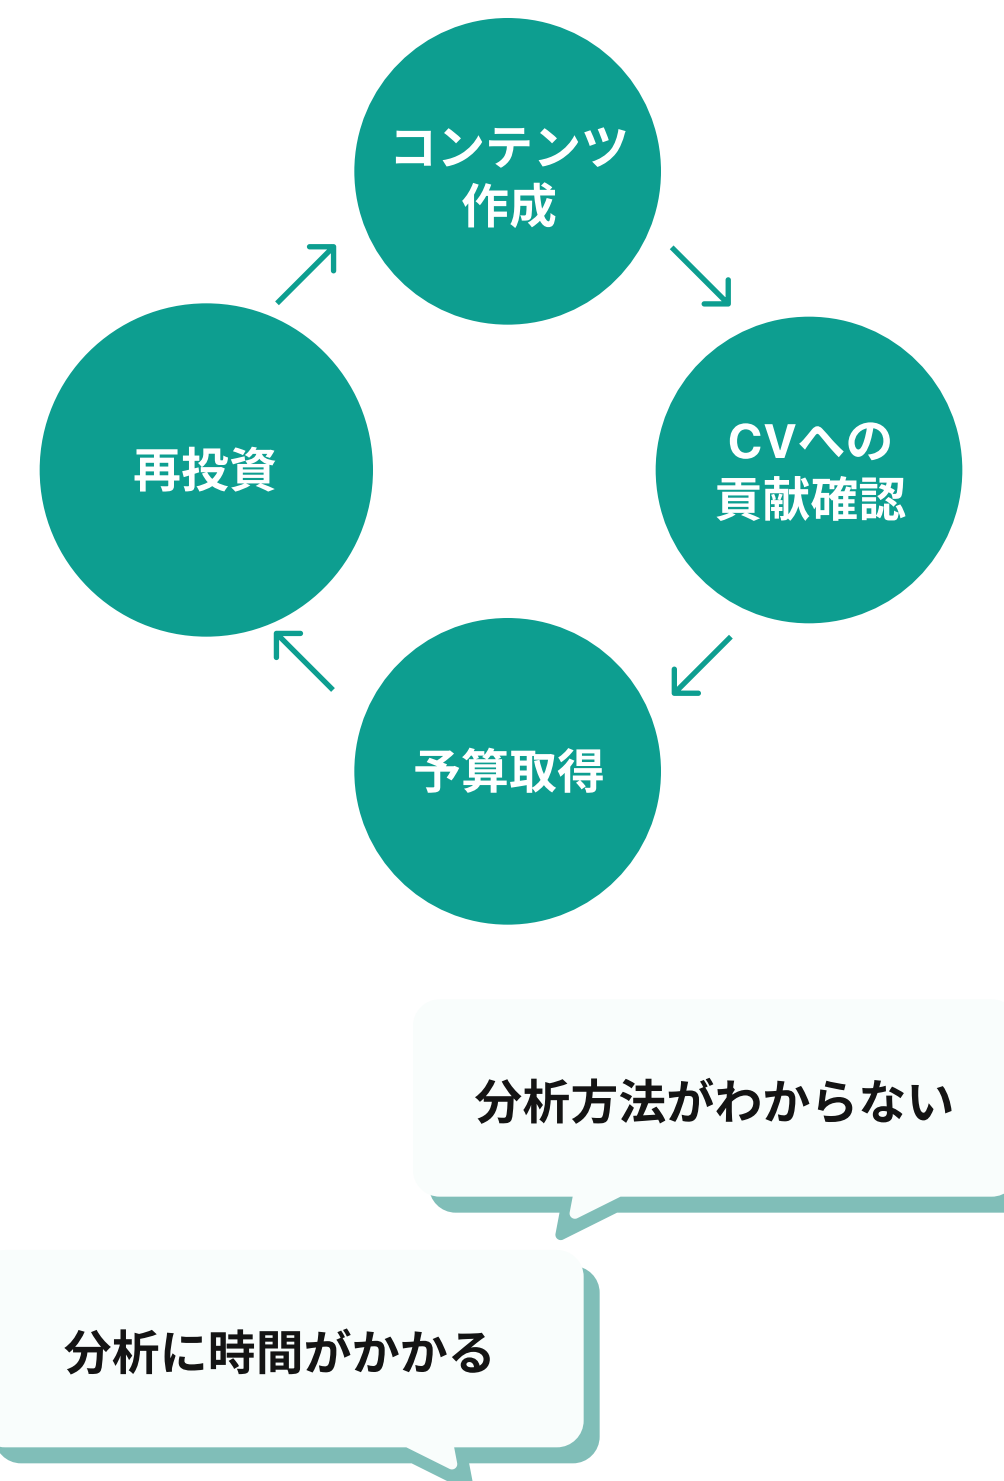 コンテンツ
作成
再投資
CVへの
貢献確認
予算取得
分析方法がわからない
分析に時間がかかる